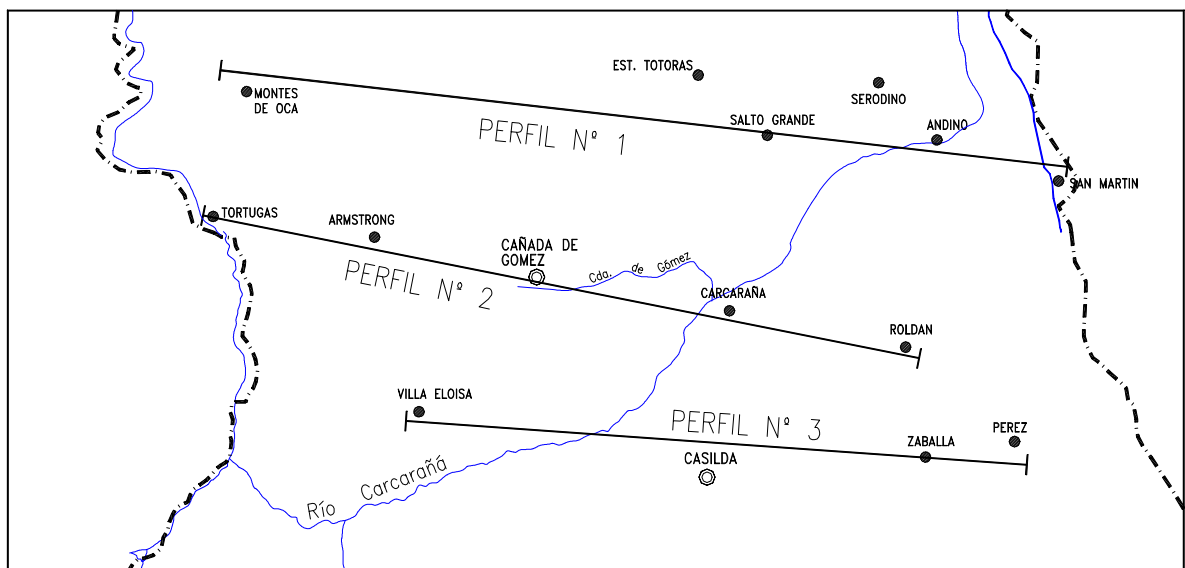 EST. TOTORAS
MONTES
DE OCA
SERODINO
SALTO GRANDE
ANDINO
PERFIL Nº 1
SAN MARTIN
TORTUGAS
ARMSTRONG
CAÑADA DE
GOMEZ
Cda. de Gómez
PERFIL Nº 2
CARCARAÑA
ROLDAN
VILLA ELOISA
PERFIL Nº 3
PEREZ
ZABALLA
CASILDA
Río Carcarañá